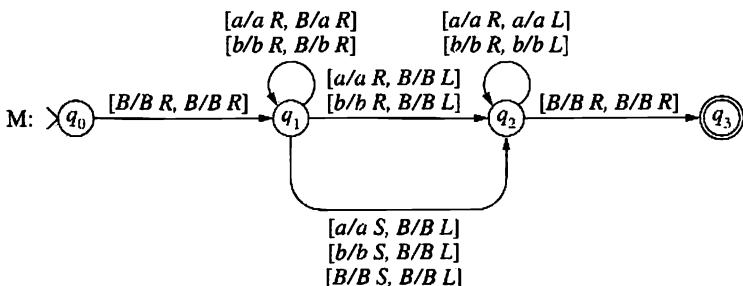 [a/a R, B/a R]
[b/b R, B/b R]
[a/a R, a/a L]
[b/b R, b/b L]
[a/a R, B/B L]
[b/b R, B/B L]
M: q0 [B/B R, B/B R] q1 q2 [B/B R, B/B R] q3
[a/a S, B/B L]
[b/b S, B/B L]
[B/B S, B/B L]